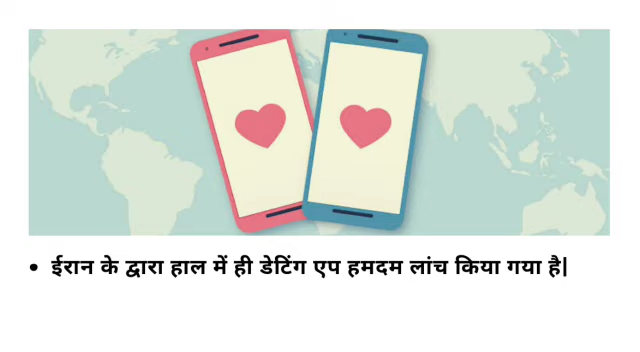 • ईरान के द्वारा हाल में ही डेटिंग एप हमदम लांच किया गया है|